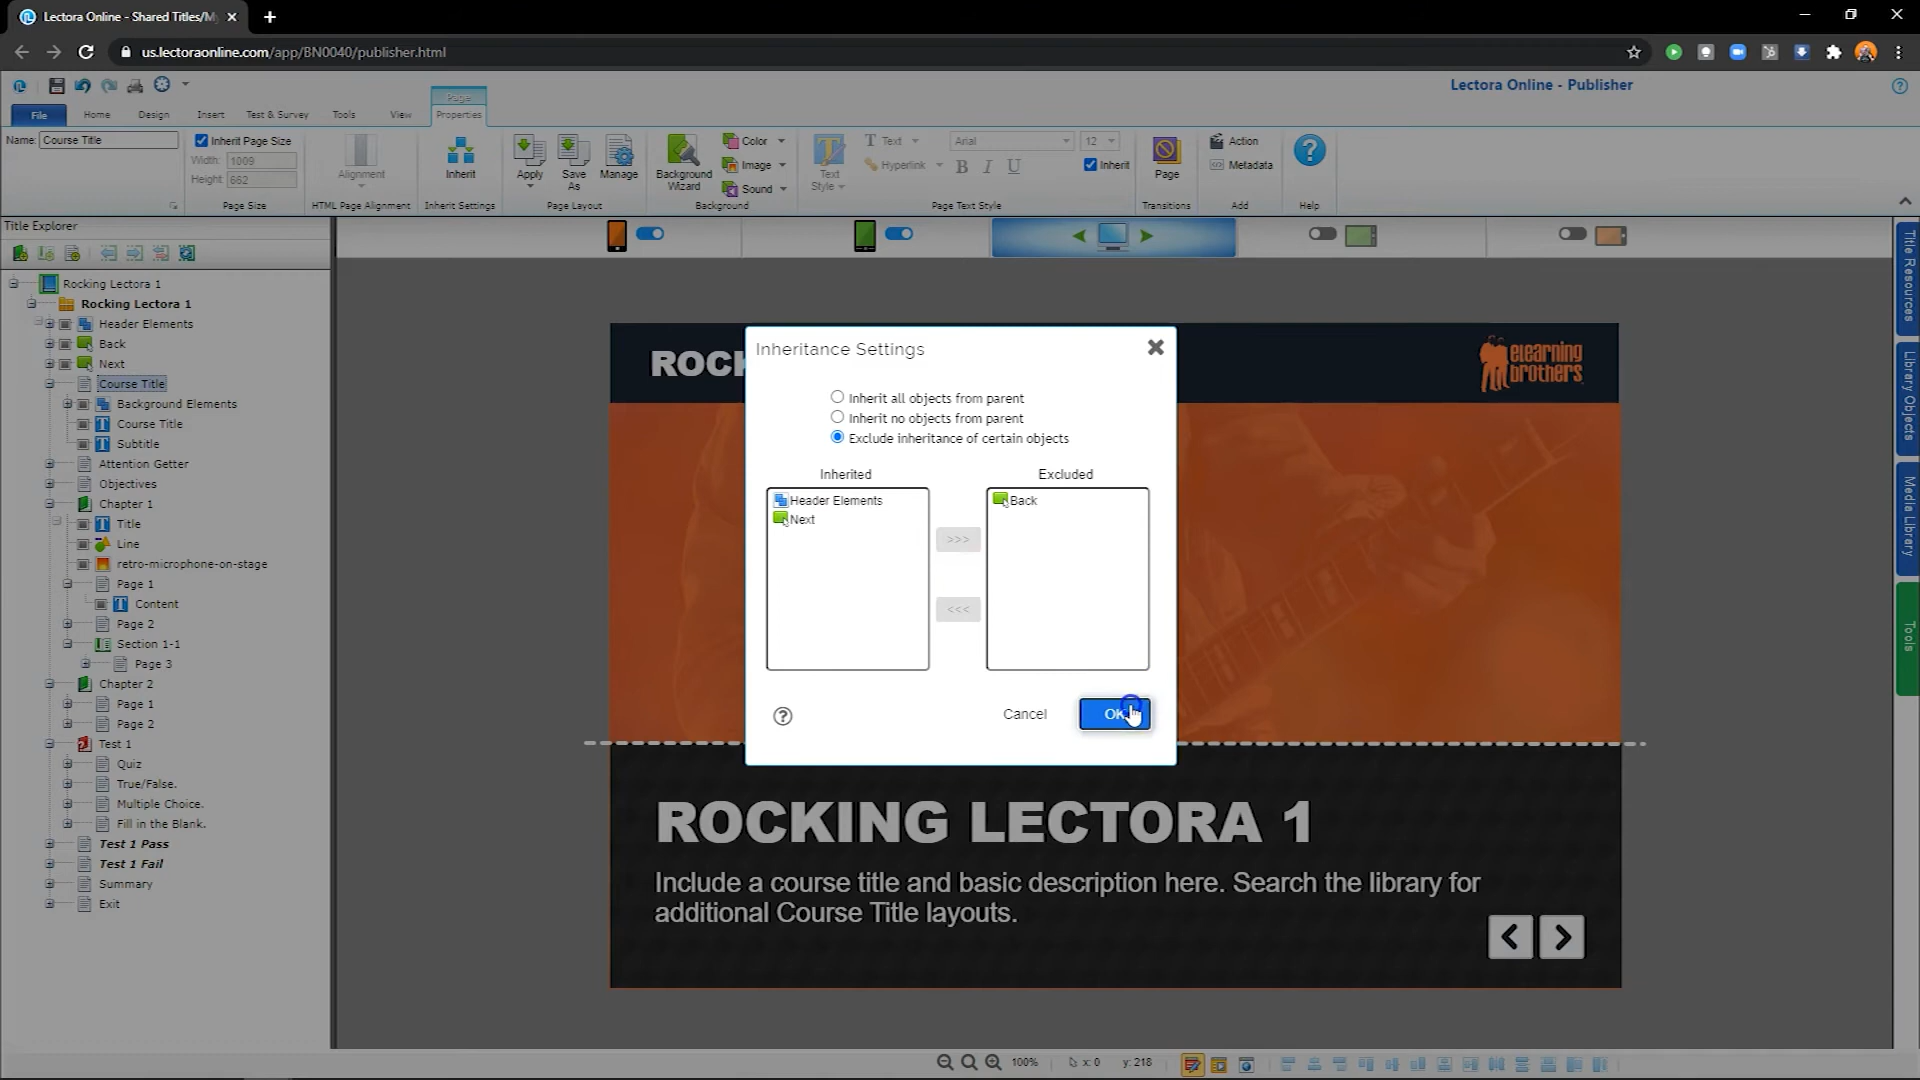 Lectora Online - Shared Titles/M
us.lectoraonline.com/app/BN0040/publisher.html
Lectora Online - Publisher
Page
File Home Design Insert Test & Survey Tools View Properties
Name: Course Title
Inherit Page Size
Width: 1009
Height: 662
Page Size
Alignment
HTML Page Alignment
Inherit
Inherit Settings
Apply
Save As
Manage
Page Layout
Background Wizard
Color
Image
Sound
Background
Text Style
Text
Hyperlink
Arial 12
B I U Inherit
Page Text Style
Page
Transitions
Action
Metadata
Add
Help
Title Explorer
Rocking Lectora 1
Rocking Lectora 1
Header Elements
Back
Next
Course Title
Background Elements
Course Title
Subtitle
Attention Getter
Objectives
Chapter 1
Title
Line
retro-microphone-on-stage
Page 1
Content
Page 2
Section 1-1
Page 3
Chapter 2
Page 1
Page 2
Test 1
Quiz
True/False.
Multiple Choice.
Fill in the Blank.
Test 1 Pass
Test 1 Fail
Summary
Exit
ROCK
elearning
brothers
Inheritance Settings
Inherit all objects from parent
Inherit no objects from parent
Exclude inheritance of certain objects
Inherited Excluded
Header Elements
Next
Back
>>>
<<<
Cancel
OK
ROCKING LECTORA 1
Include a course title and basic description here. Search the library for
additional Course Title layouts.
Title Resources
Library Objects
Media Library
Tools
100% x: 0 y: 218